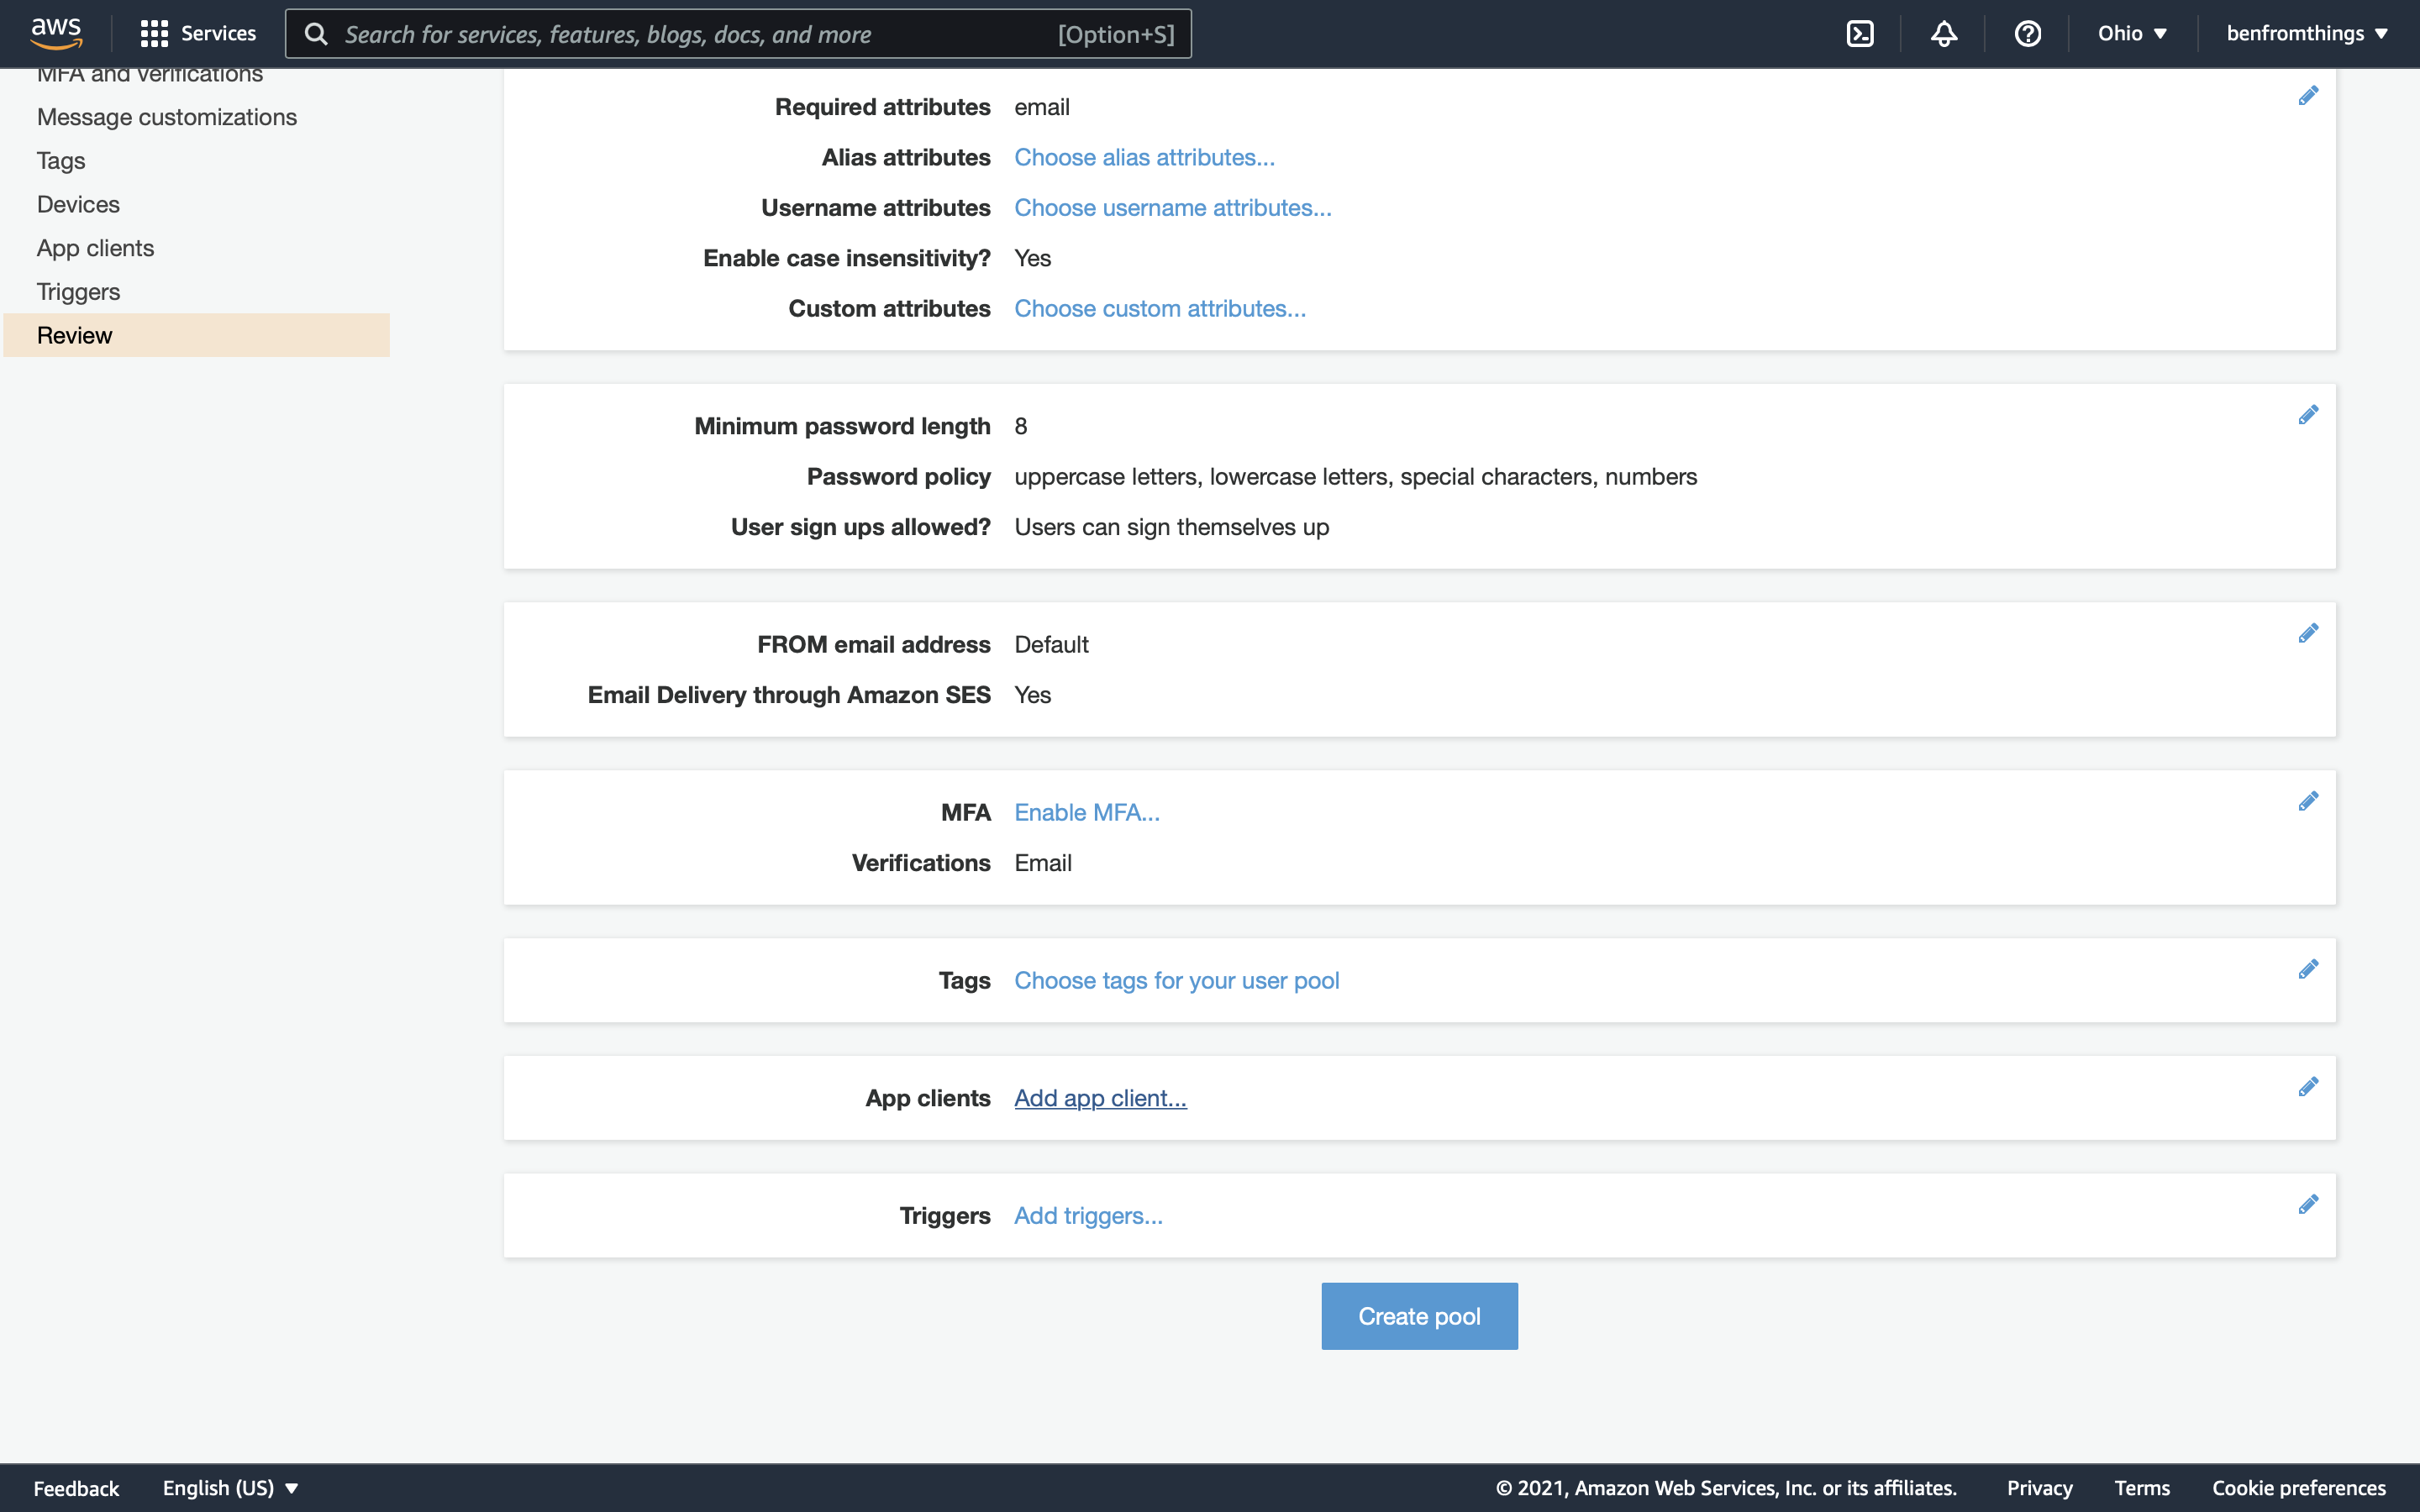 aws
Services
Search for services, features, blogs, docs, and more [Option+S]
Ohio ▼
benfromthings ▼
MFA and verifications
Message customizations
Tags
Devices
App clients
Triggers
Review
Required attributes email
Alias attributes Choose alias attributes...
Username attributes Choose username attributes...
Enable case insensitivity? Yes
Custom attributes Choose custom attributes...
Minimum password length 8
Password policy uppercase letters, lowercase letters, special characters, numbers
User sign ups allowed? Users can sign themselves up
FROM email address Default
Email Delivery through Amazon SES Yes
MFA Enable MFA...
Verifications Email
Tags Choose tags for your user pool
App clients Add app client...
Triggers Add triggers...
Create pool
Feedback English (US) ▼ © 2021, Amazon Web Services, Inc. or its affiliates. Privacy Terms Cookie preferences